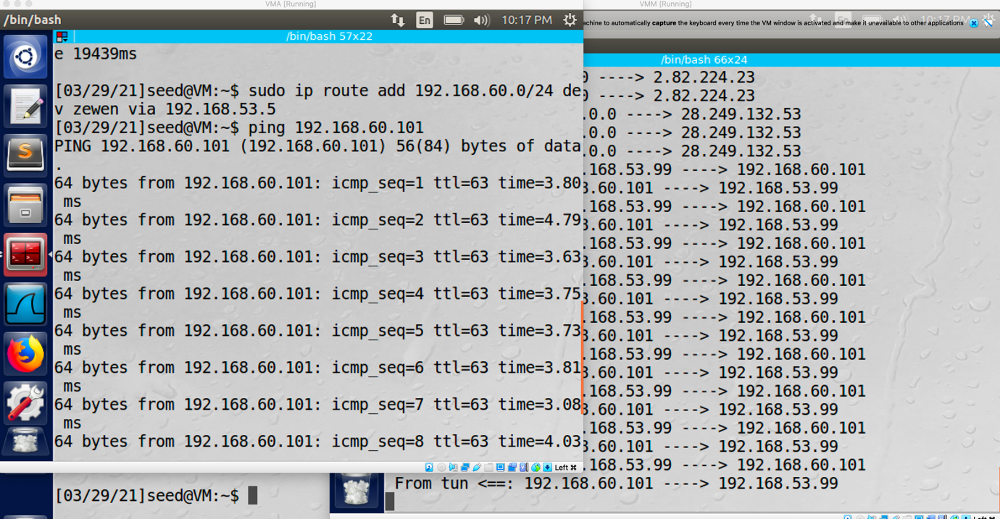 VMA [Running]
VMM [Running]
/bin/bash
En
10:17 PM
10:17 PM
achine to automatically capture the keyboard every time the VM window is activated and make it unavailable to other applications
/bin/bash 57x22
e 19439ms
[03/29/21]seed@VM:~$ sudo ip route add 192.168.60.0/24 de
v zewen via 192.168.53.5
[03/29/21]seed@VM:~$ ping 192.168.60.101
PING 192.168.60.101 (192.168.60.101) 56(84) bytes of data
.
64 bytes from 192.168.60.101: icmp_seq=1 ttl=63 time=3.80
ms
64 bytes from 192.168.60.101: icmp_seq=2 ttl=63 time=4.79
ms
64 bytes from 192.168.60.101: icmp_seq=3 ttl=63 time=3.63
ms
64 bytes from 192.168.60.101: icmp_seq=4 ttl=63 time=3.75
ms
64 bytes from 192.168.60.101: icmp_seq=5 ttl=63 time=3.73
ms
64 bytes from 192.168.60.101: icmp_seq=6 ttl=63 time=3.81
ms
64 bytes from 192.168.60.101: icmp_seq=7 ttl=63 time=3.08
ms
64 bytes from 192.168.60.101: icmp_seq=8 ttl=63 time=4.03
Left ⌘
[03/29/21]seed@VM:~$
/bin/bash 66x24
0 ----> 2.82.224.23
0 ----> 2.82.224.23
.0.0 ----> 28.249.132.53
.0.0 ----> 28.249.132.53
.0.0 ----> 28.249.132.53
.168.53.99 ----> 192.168.60.101
8.60.101 ----> 192.168.53.99
.168.53.99 ----> 192.168.60.101
8.60.101 ----> 192.168.53.99
.168.53.99 ----> 192.168.60.101
8.60.101 ----> 192.168.53.99
.168.53.99 ----> 192.168.60.101
8.60.101 ----> 192.168.53.99
.168.53.99 ----> 192.168.60.101
8.60.101 ----> 192.168.53.99
.168.53.99 ----> 192.168.60.101
8.60.101 ----> 192.168.53.99
.168.53.99 ----> 192.168.60.101
8.60.101 ----> 192.168.53.99
.168.53.99 ----> 192.168.60.101
8.60.101 ----> 192.168.53.99
.168.53.99 ----> 192.168.60.101
From tun <==: 192.168.60.101 ----> 192.168.53.99
Left ⌘